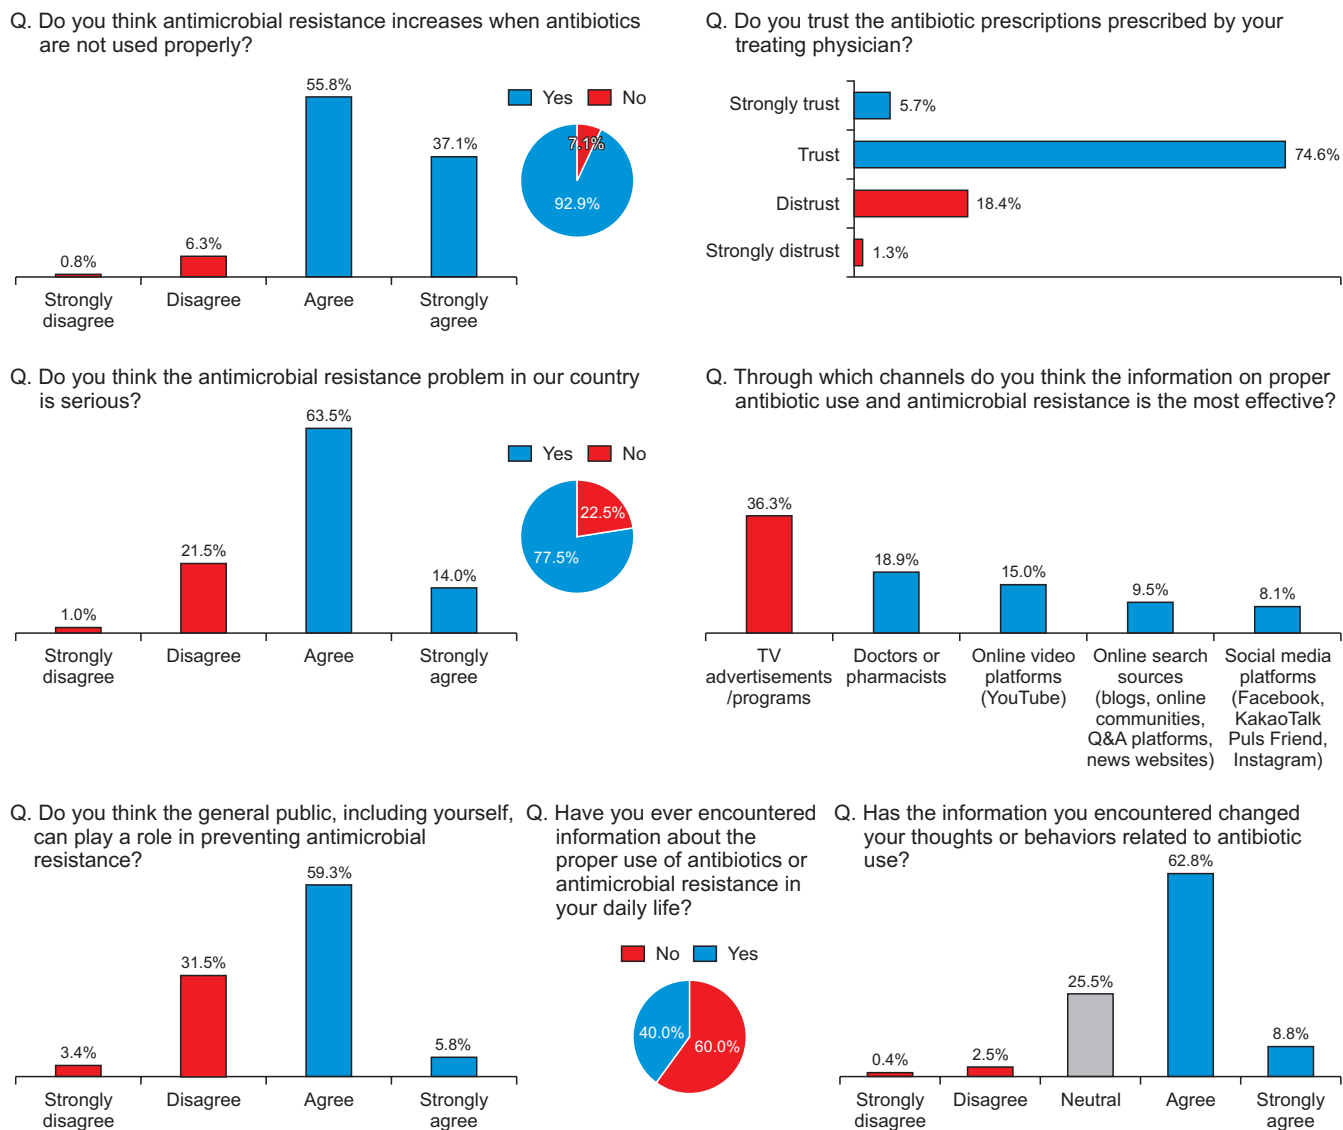 Q. Do you think antimicrobial resistance increases when antibiotics
are not used properly?
55.8%
37.1%
6.3%
0.8%
Strongly
disagree
Disagree
Agree
Strongly
agree
Yes No
7.1%
92.9%
Q. Do you trust the antibiotic prescriptions prescribed by your
treating physician?
Strongly trust 5.7%
Trust 74.6%
Distrust 18.4%
Strongly distrust 1.3%
Q. Do you think the antimicrobial resistance problem in our country
is serious?
63.5%
21.5%
14.0%
1.0%
Strongly
disagree
Disagree
Agree
Strongly
agree
Yes No
22.5%
77.5%
Q. Through which channels do you think the information on proper
antibiotic use and antimicrobial resistance is the most effective?
36.3%
18.9%
15.0%
9.5%
8.1%
TV
advertisements
/programs
Doctors or
pharmacists
Online video
platforms
(YouTube)
Online search
sources
(blogs, online
communities,
Q&A platforms,
news websites)
Social media
platforms
(Facebook,
KakaoTalk
Puls Friend,
Instagram)
Q. Do you think the general public, including yourself,
can play a role in preventing antimicrobial
resistance?
59.3%
31.5%
3.4%
5.8%
Strongly
disagree
Disagree
Agree
Strongly
agree
Q. Have you ever encountered
information about the
proper use of antibiotics or
antimicrobial resistance in
your daily life?
No Yes
40.0%
60.0%
Q. Has the information you encountered changed
your thoughts or behaviors related to antibiotic
use?
62.8%
25.5%
8.8%
2.5%
0.4%
Strongly
disagree
Disagree
Neutral
Agree
Strongly
agree